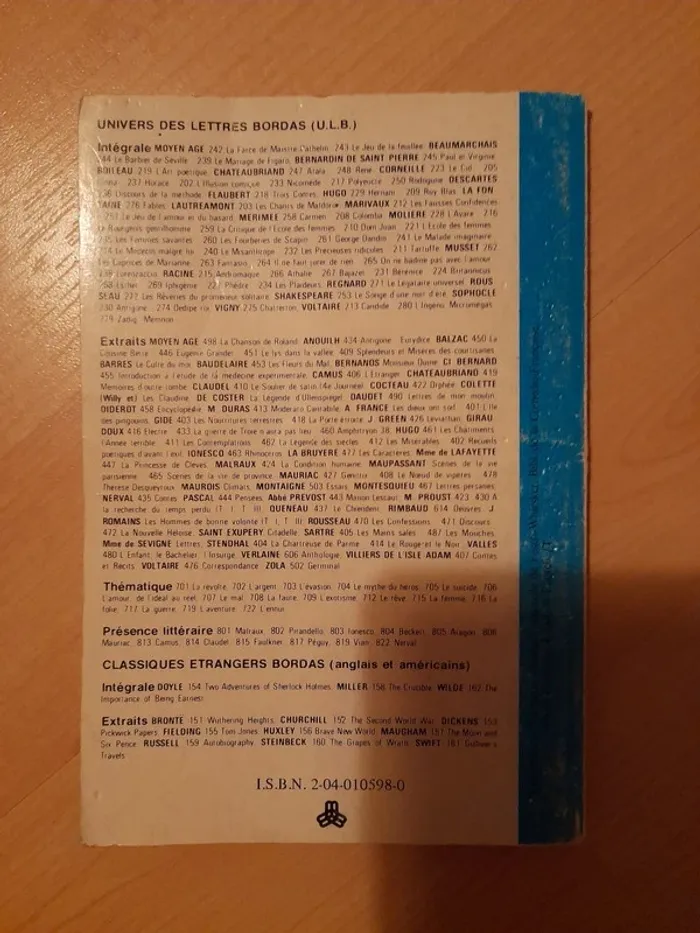 UNIVERS DES LETTRES BORDAS (U.L.B.)
Intégrale MOYEN AGE 242 La Farce de Maistre Pathelin, 243 Le Jeu de la feuillée. BEAUMARCHAIS
44 Le Barbier de Séville 239 Le Mariage de Figaro. BERNARDIN DE SAINT PIERRE 245 Paul et Virginie
BOILEAU 219 L'Art poétique. CHATEAUBRIAND 247 Atala 248 René. CORNEILLE 223 Le Cid 205
237 Horace 202 L'Illusion comique 233 Nicomède 217 Polyeucte 250 Rodogune DESCARTES
Discours de la méthode. FLAUBERT 218 Trois Contes. HUGO 229 Hernani 209 Ruy Blas. LA FON
TAINE 276 Fables. LAUTREAMONT 203 Les Chants de Maldoror. MARIVAUX 212 Les Fausses Confidences
Le Jeu de l'amour et du hasard. MERIMEE 258 Carmen 208 Colomba. MOLIERE 228 L'Avare 216
Le Bourgeois gentilhomme 259 La Critique de l'Ecole des femmes 210 Dom Juan 221 L'Ecole des femmes
Les Femmes savantes 260 Les Fourberies de Scapin 261 George Dandin 241 Le Malade imaginaire
Le Médecin malgré lui 240 Le Misanthrope 232 Les Précieuses ridicules 211 Tartuffe. MUSSET 262
Les Caprices de Marianne 263 Fantasio 264 Il ne faut jurer de rien 265 On ne badine pas avec l'amour
Lorenzaccio. RACINE 215 Andromaque 266 Athalie 267 Bajazet 231 Bérénice 224 Britannicus
Esther 269 Iphigénie Phèdre 234 Les Plaideurs. REGNARD 271 Le Légataire universel. ROUS
SEAU 272 Les Rêveries du promeneur solitaire. SHAKESPEARE 253 Le Songe d'une nuit d'été. SOPHOCLE
Antigone 274 Oedipe roi. VIGNY 275 Chatterton. VOLTAIRE 213 Candide 280 L'Ingénu, Micromégas
279 Zadig, Memnon
Extraits MOYEN AGE 498 La Chanson de Roland. ANOUILH 434 Antigone Eurydice. BALZAC 450 La
Cousine Bette 446 Eugénie Grandet 451 Le lys dans la vallée 409 Splendeurs et Misères des courtisanes
BARRES Le Culte du moi. BAUDELAIRE 453 Les Fleurs du Mal. BERNANOS Monsieur Ouine. Cl. BERNARD
455 Introduction à l'étude de la médecine expérimentale. CAMUS 406 L'Etranger. CHATEAUBRIAND 419
Mémoires d'outre tombe. CLAUDEL 410 Le Soulier de satin (4e Journée). COCTEAU 422 Orphée. COLETTE
(Willy et) Les Claudine. DE COSTER La Légende d'Ulenspiegel. DAUDET 490 Lettres de mon moulin
DIDEROT 458 Encyclopédie. M. DURAS 413 Moderato Cantabile. A. FRANCE Les dieux ont soif 401 L'Ile
des pingouins. GIDE 403 Les Nourritures terrestres 418 La Porte étroite. J. GREEN 426 Leviathan. GIRAU
DOUX 416 Electre 433 La guerre de Troie n'aura pas lieu 460 Amphitryon 38. HUGO 461 Les Châtiments
l'Année terrible 411 Les Contemplations 462 La Légende des siècles 412 Les Misérables 402 Recueils
poétiques d'avant l'exil. IONESCO 463 Rhinocéros. LA BRUYERE 477 Les Caractères. Mme de LAFAYETTE
447 La Princesse de Clèves. MALRAUX 424 La Condition humaine. MAUPASSANT Scènes de la vie
parisienne 465 Scènes de la vie de province. MAURIAC 427 Génitrix 408 Le Noeud de vipères 478
Thérèse Desqueyroux. MAUROIS Climats. MONTAIGNE 503 Essais. MONTESQUIEU 467 Lettres persanes
NERVAL 435 Contes. PASCAL 444 Pensées. Abbé PREVOST 443 Manon Lescaut. M. PROUST 423 430 A
la recherche du temps perdu (T. I. T. II). QUENEAU 437 Le Chiendent. RIMBAUD 614 Oeuvres. J.
ROMAINS Les Hommes de bonne volonté (T. I, T. II). ROUSSEAU 470 Les Confessions 471 Discours
472 La Nouvelle Héloïse. SAINT EXUPERY Citadelle. SARTRE 405 Les Mains sales 487 Les Mouches.
Mme de SEVIGNE Lettres. STENDHAL 404 La Chartreuse de Parme 414 Le Rouge et le Noir. VALLES
480 L'Enfant, le Bachelier, l'Insurgé. VERLAINE 606 Anthologie. VILLIERS DE L'ISLE ADAM 407 Contes
et Récits. VOLTAIRE 476 Correspondance. ZOLA 502 Germinal
Thématique 701 La révolte 702 L'argent 703 L'évasion 704 Le mythe du héros 705 Le suicide 706
L'amour, de l'idéal au réel 707 Le mal 708 La faute 709 L'exotisme 712 Le rêve 715 La femme 716 La
folie 717 La guerre 719 L'aventure 722 L'ennui
Présence littéraire 801 Malraux 802 Pirandello 803 Ionesco 804 Beckett 805 Aragon 806
Mauriac 813 Camus 814 Claudel 815 Faulkner 817 Péguy 819 Vian 822 Nerval
CLASSIQUES ETRANGERS BORDAS (anglais et américains)
Intégrale DOYLE 154 Two Adventures of Sherlock Holmes. MILLER 158 The Crucible. WILDE 162 The
Importance of Being Earnest
Extraits BRONTE 151 Wuthering Heights. CHURCHILL 152 The Second World War. DICKENS 153
Pickwick Papers. FIELDING 155 Tom Jones. HUXLEY 156 Brave New World. MAUGHAM 157 The Moon and
Six Pence. RUSSELL 159 Autobiography. STEINBECK 160 The Grapes of Wrath. SWIFT 161 Gulliver's
Travels
I.S.B.N. 2-04-010598-0